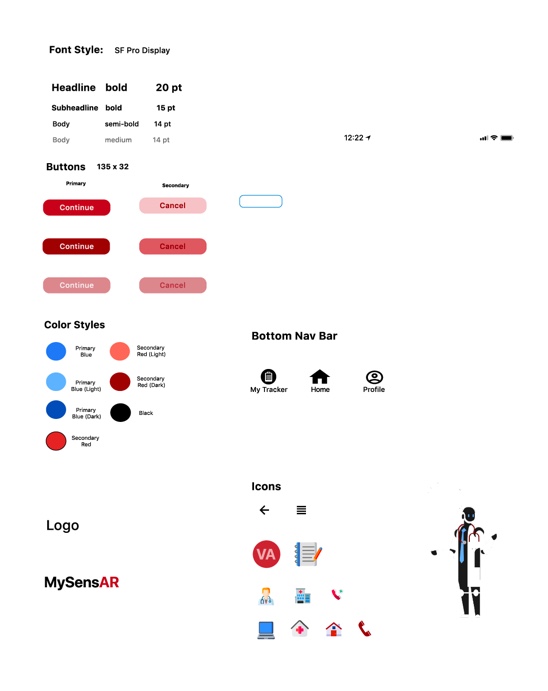 Font Style: SF Pro Display
Headline bold 20 pt
Subheadline bold 15 pt
Body semi-bold 14 pt
Body medium 14 pt
12:22
Buttons 135 x 32
Primary Secondary
Continue Cancel
Continue Cancel
Continue Cancel
Color Styles
Primary
Blue
Secondary
Red (Light)
Primary
Blue (Light)
Secondary
Red (Dark)
Primary
Blue (Dark)
Black
Secondary
Red
Bottom Nav Bar
My Tracker Home Profile
Icons
VA
Logo
MySensAR